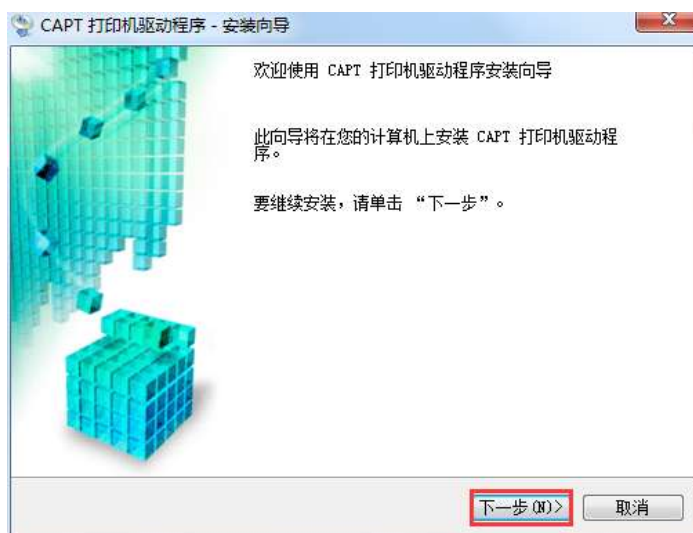 CAPT 打印机驱动程序 - 安装向导
欢迎使用 CAPT 打印机驱动程序安装向导
此向导将在您的计算机上安装 CAPT 打印机驱动程
序。
要继续安装，请单击 “下一步”。
下一步(N)> 取消